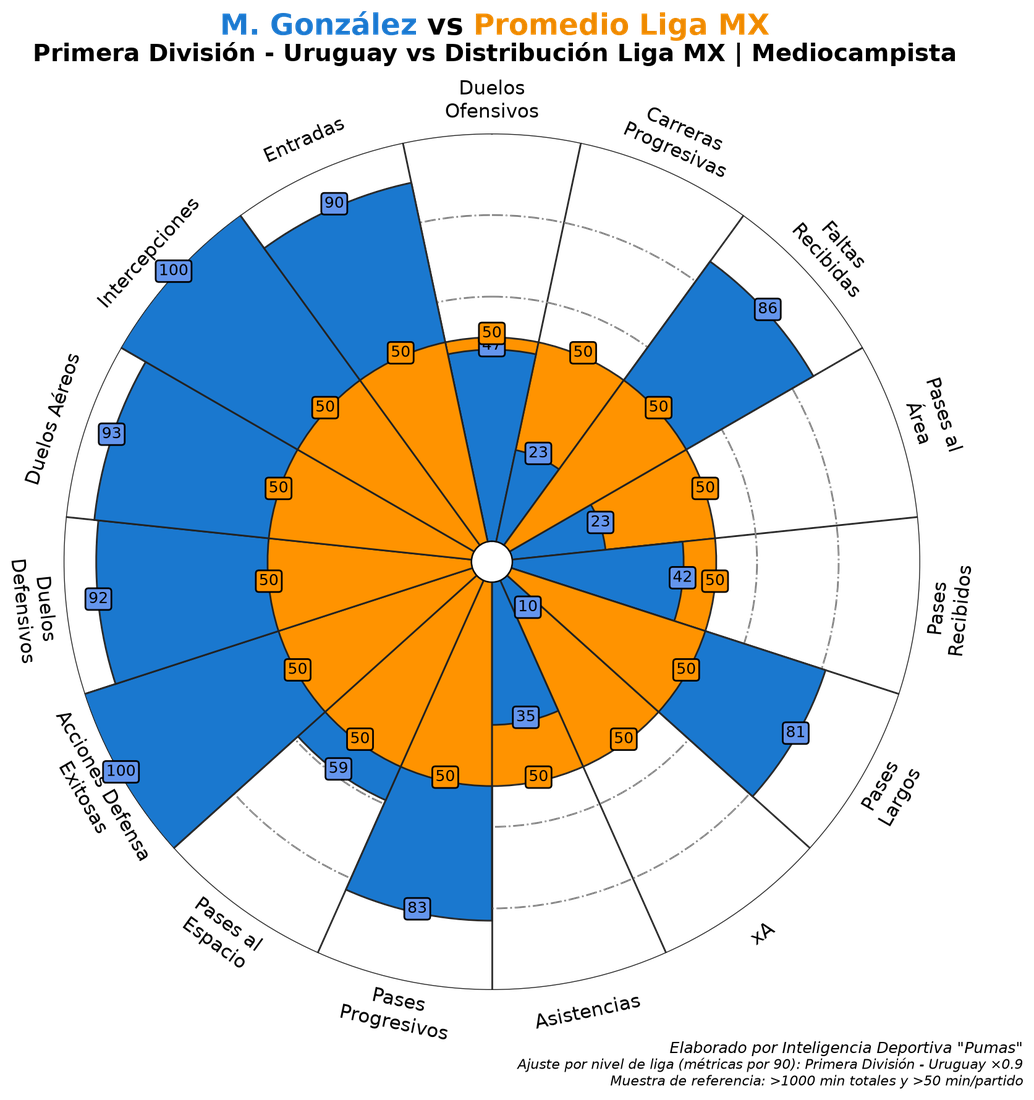 M. González vs Promedio Liga MX
Primera División - Uruguay vs Distribución Liga MX | Mediocampista
Duelos
Ofensivos
50
47
Carreras
Progresivas
50
23
Faltas
Recibidas
86
50
Pases al
Área
50
23
Pases
Recibidos
42
50
Pases
Largos
81
50
xA
50
10
Asistencias
35
50
Pases
Progresivos
50
83
Pases al
Espacio
50
59
Acciones Defensa
Exitosas
100
50
Duelos
Defensivos
92
50
Duelos Aéreos
93
50
Intercepciones
100
50
Entradas
90
50
Elaborado por Inteligencia Deportiva "Pumas"
Ajuste por nivel de liga (métricas por 90): Primera División - Uruguay ×0.9
Muestra de referencia: >1000 min totales y >50 min/partido